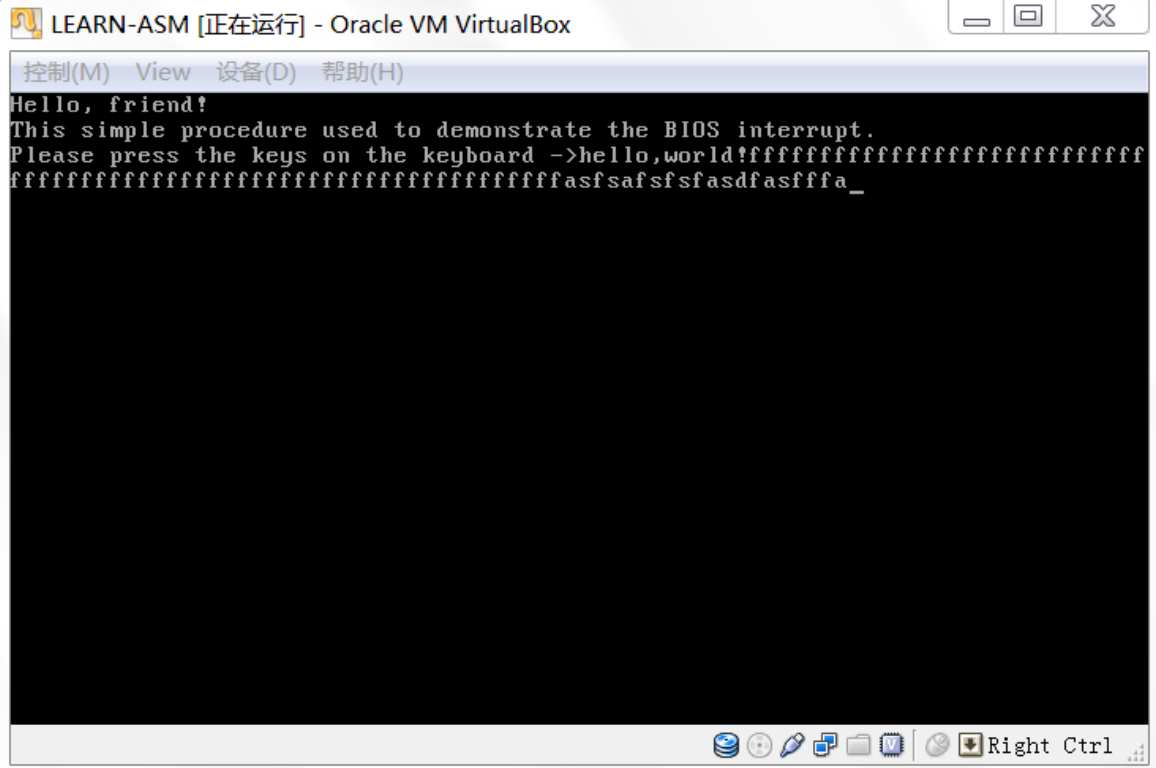 LEARN-ASM [正在运行] - Oracle VM VirtualBox
控制(M) View 设备(D) 帮助(H)
Hello, friend!
This simple procedure used to demonstrate the BIOS interrupt.
Please press the keys on the keyboard ->hello,world!ffffffffffffffffffffffffffff
fffffffffffffffffffffffffffffffffffffffasfsafsfsfasdfasfffa_
Right Ctrl